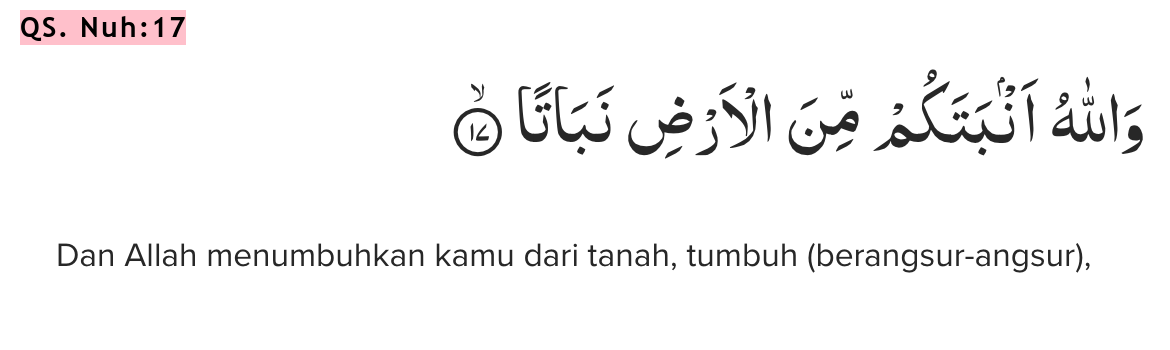 QS. Nuh:17
وَاللّٰهُ اَنْۢبَتَكُمْ مِّنَ الْاَرْضِ نَبَاتًاۙ ١٧
Dan Allah menumbuhkan kamu dari tanah, tumbuh (berangsur-angsur),